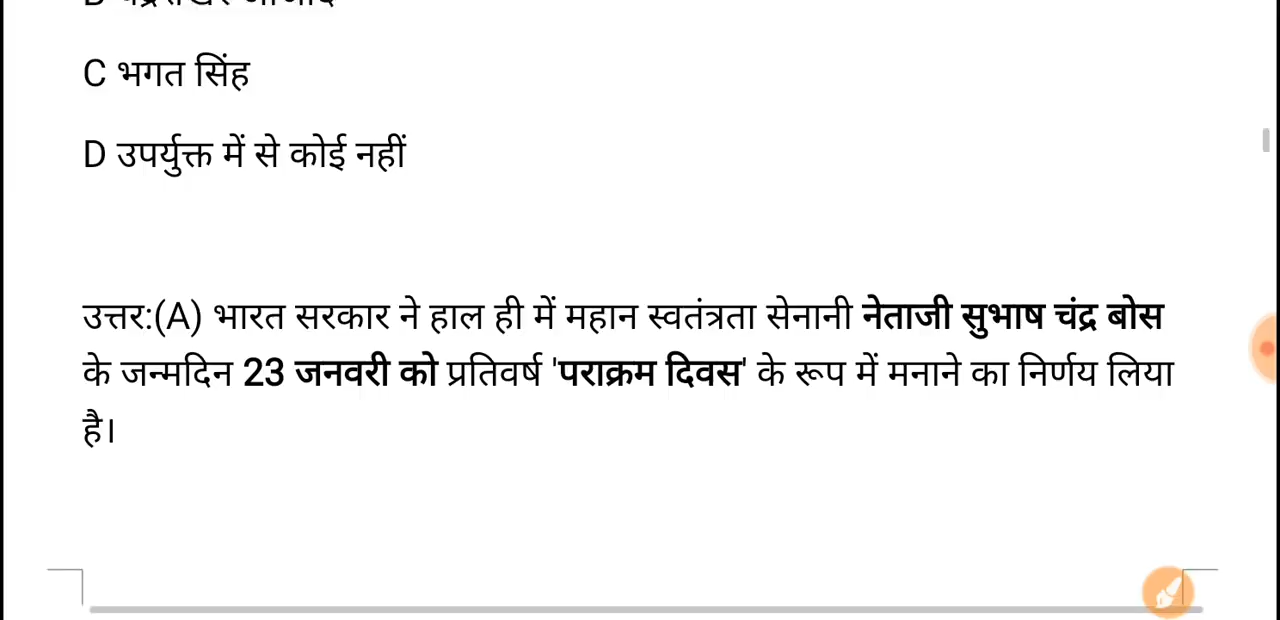 C भगत सिंह
D उपर्युक्त में से कोई नहीं
उत्तर:(A) भारत सरकार ने हाल ही में महान स्वतंत्रता सेनानी नेताजी सुभाष चंद्र बोस
के जन्मदिन 23 जनवरी को प्रतिवर्ष 'पराक्रम दिवस' के रूप में मनाने का निर्णय लिया
है।